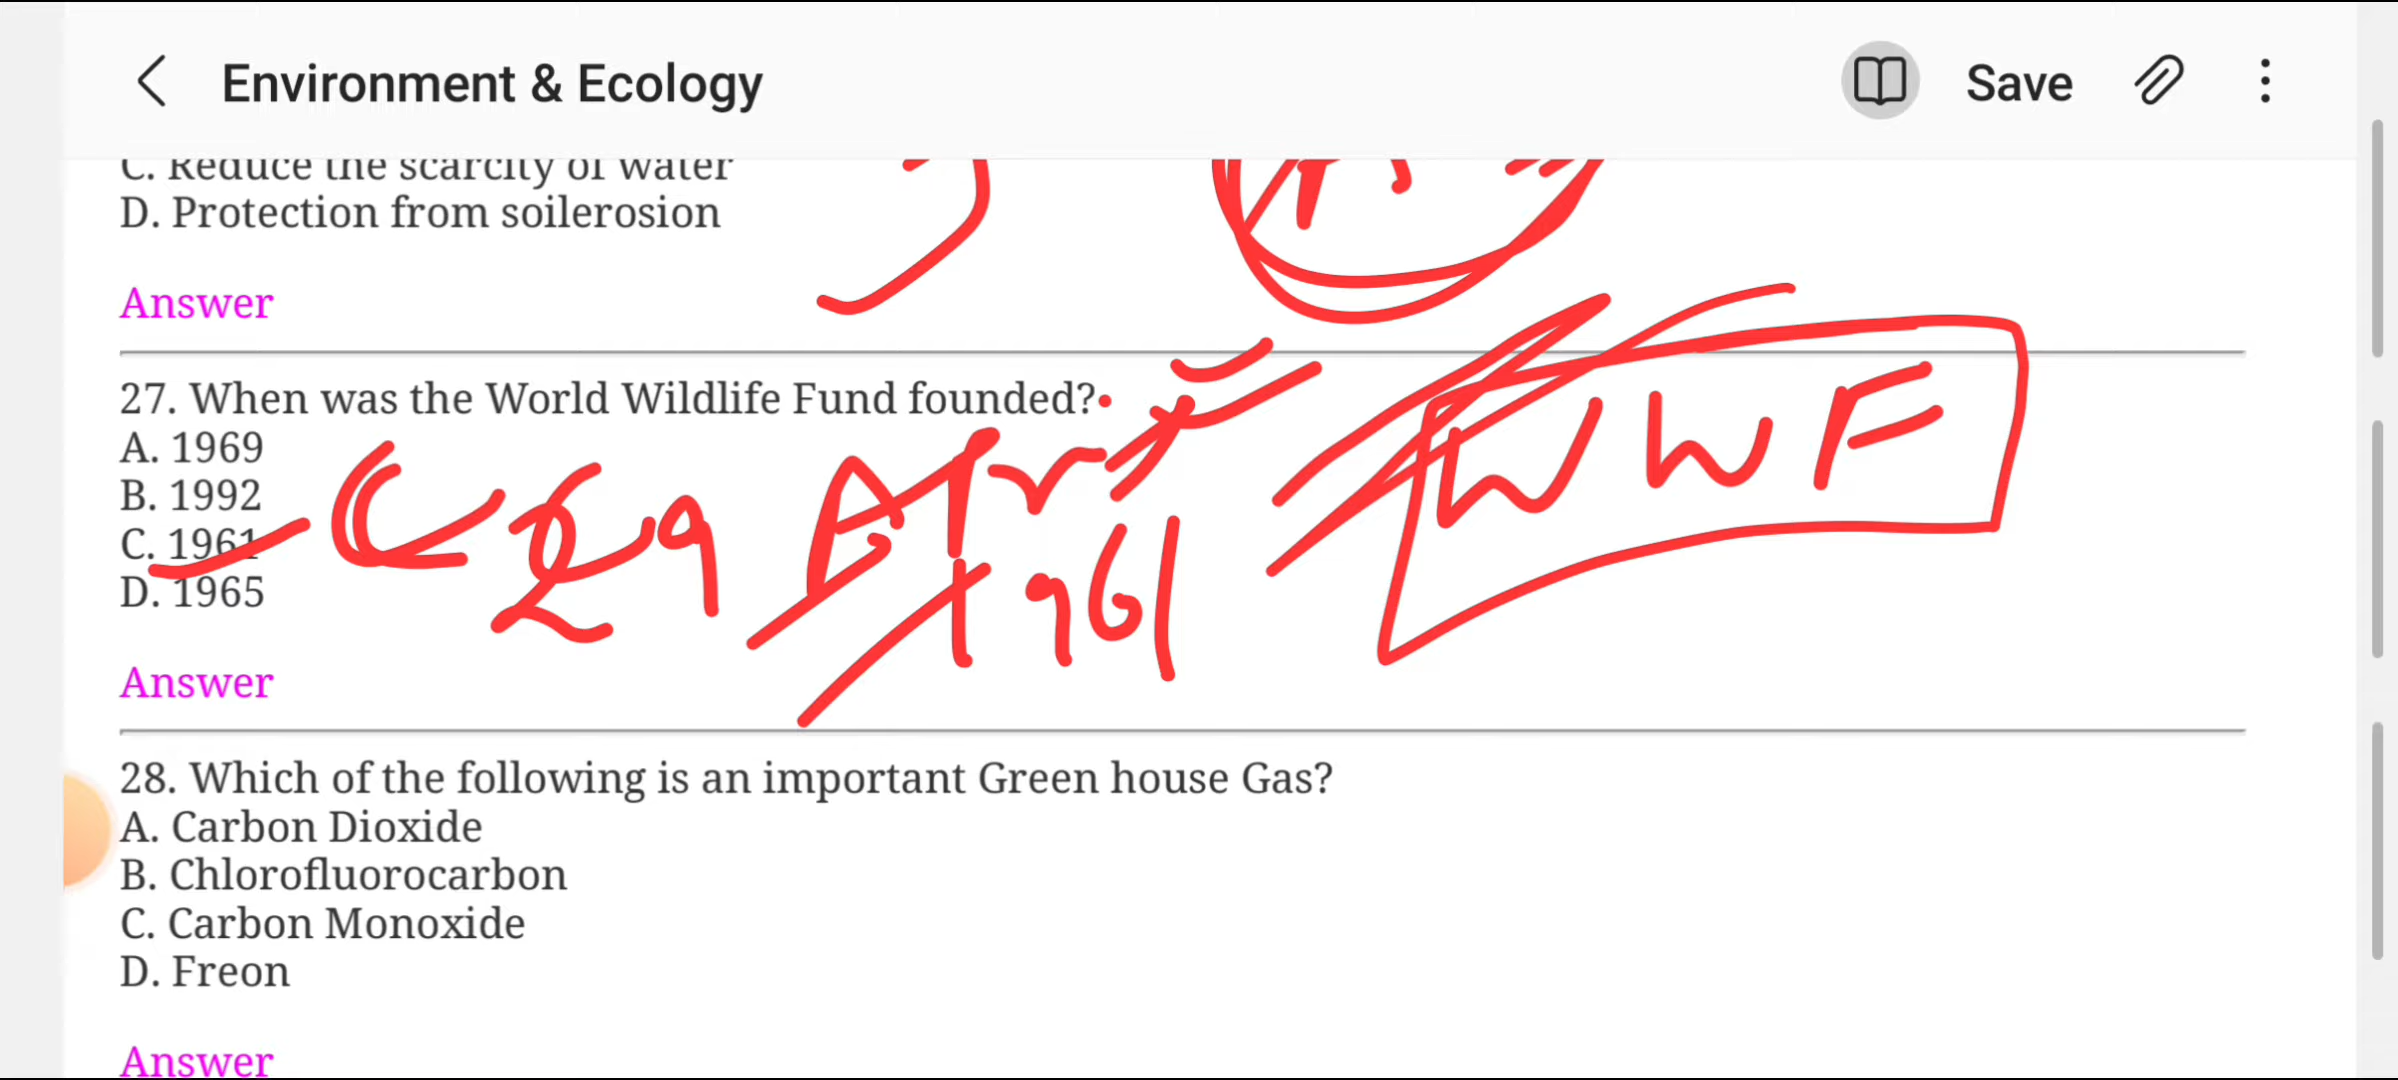 Environment & Ecology
Save
C. Reduce the scarcity of water
D. Protection from soilerosion
Answer
27. When was the World Wildlife Fund founded?
WWF
A. 1969
B. 1992
C. 1961
29 Apr
1961
D. 1965
Answer
28. Which of the following is an important Green house Gas?
A. Carbon Dioxide
B. Chlorofluorocarbon
C. Carbon Monoxide
D. Freon
Answer